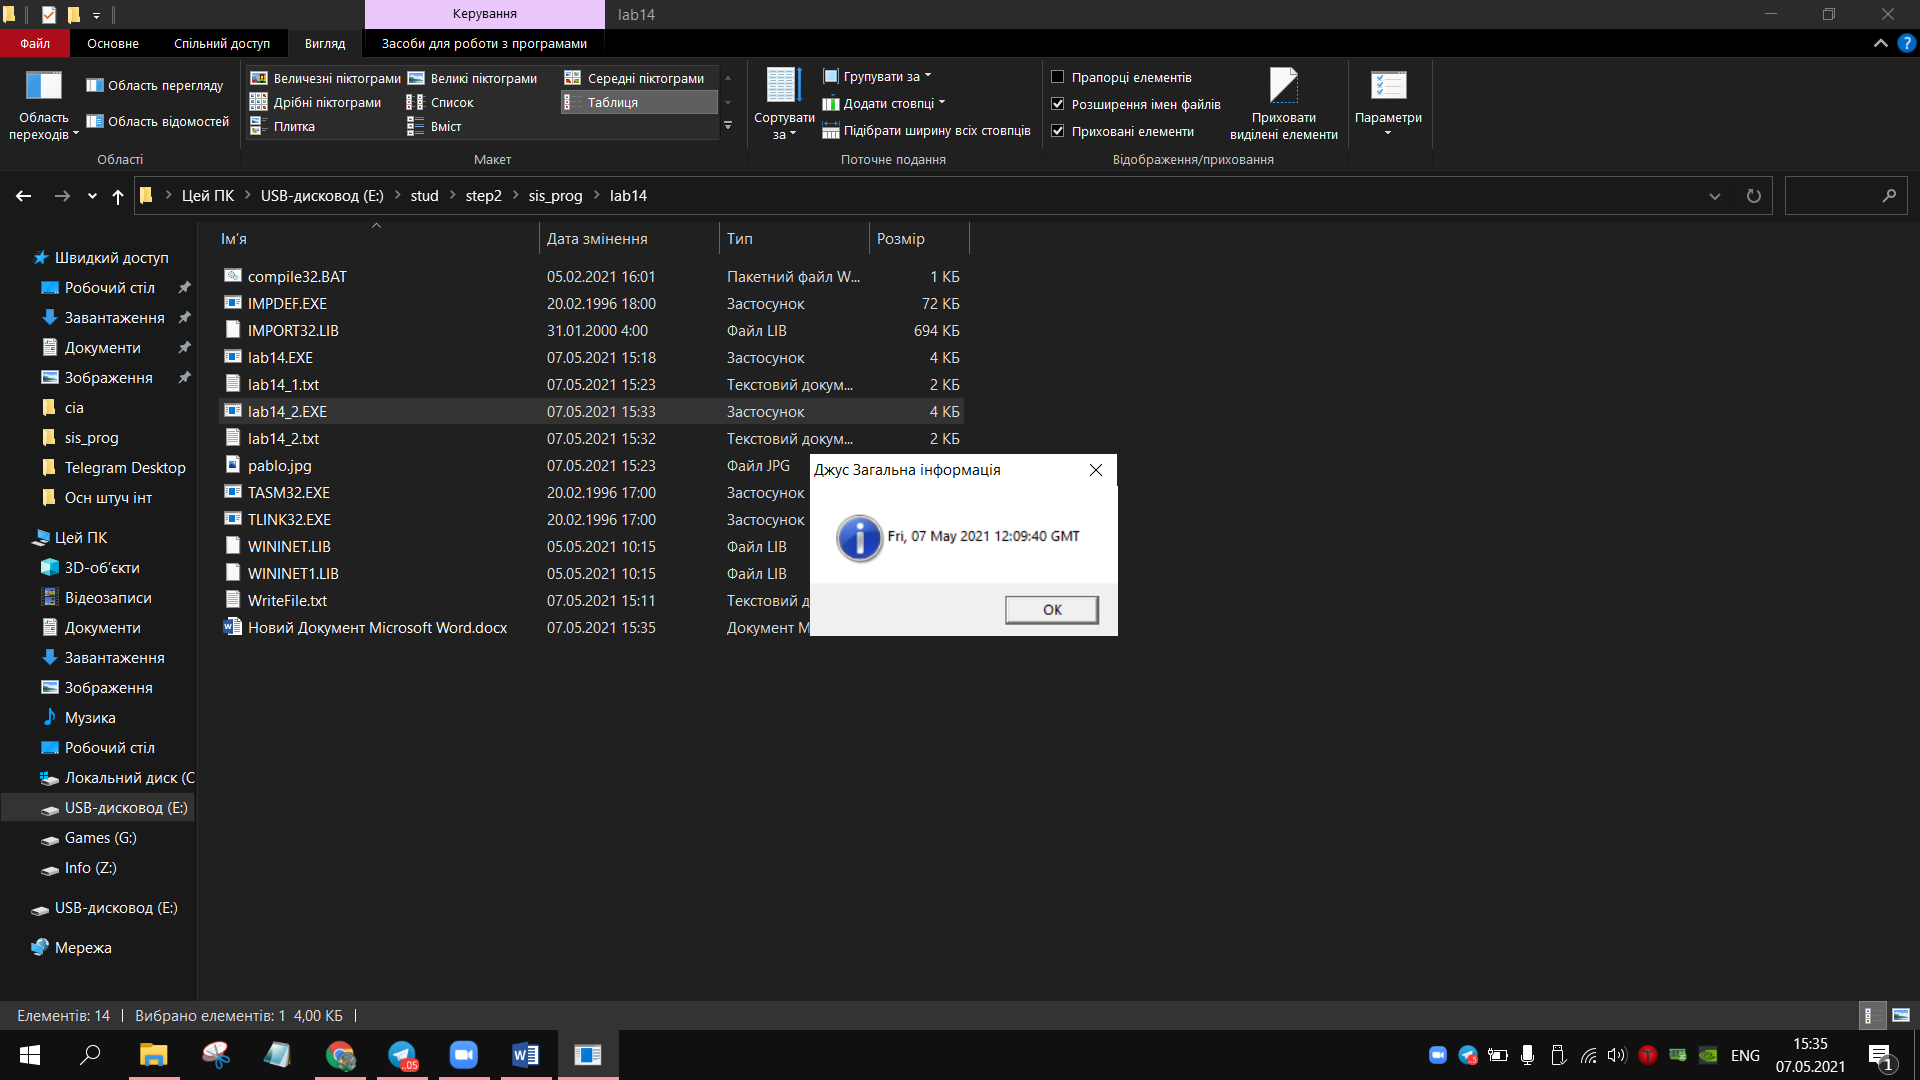 Керування
lab14
Файл
Основне
Спільний доступ
Вигляд
Засоби для роботи з програмами
Область переходів
Область перегляду
Область відомостей
Області
Величезні піктограми
Великі піктограми
Середні піктограми
Дрібні піктограми
Список
Таблиця
Плитка
Вміст
Макет
Сортувати за
Групувати за
Додати стовпці
Підібрати ширину всіх стовпців
Поточне подання
Прапорці елементів
Розширення імен файлів
Приховані елементи
Приховати виділені елементи
Відображення/приховання
Параметри
Цей ПК > USB-дисковод (E:) > stud > step2 > sis_prog > lab14
Швидкий доступ
Робочий стіл
Завантаження
Документи
Зображення
cia
sis_prog
Telegram Desktop
Осн штуч інт
Цей ПК
3D-об’єкти
Відеозаписи
Документи
Завантаження
Зображення
Музика
Робочий стіл
Локальний диск (C
USB-дисковод (E:)
Games (G:)
Info (Z:)
USB-дисковод (E:)
Мережа
Ім’я Дата змінення Тип Розмір
compile32.BAT 05.02.2021 16:01 Пакетний файл W... 1 КБ
IMPDEF.EXE 20.02.1996 18:00 Застосунок 72 КБ
IMPORT32.LIB 31.01.2000 4:00 Файл LIB 694 КБ
lab14.EXE 07.05.2021 15:18 Застосунок 4 КБ
lab14_1.txt 07.05.2021 15:23 Текстовий докум... 2 КБ
lab14_2.EXE 07.05.2021 15:33 Застосунок 4 КБ
lab14_2.txt 07.05.2021 15:32 Текстовий докум... 2 КБ
pablo.jpg 07.05.2021 15:23 Файл JPG
TASM32.EXE 20.02.1996 17:00 Застосунок
TLINK32.EXE 20.02.1996 17:00 Застосунок
WININET.LIB 05.05.2021 10:15 Файл LIB
WININET1.LIB 05.05.2021 10:15 Файл LIB
WriteFile.txt 07.05.2021 15:11 Текстовий д
Новий Документ Microsoft Word.docx 07.05.2021 15:35 Документ M
Джус Загальна інформація
Fri, 07 May 2021 12:09:40 GMT
OK
Елементів: 14 Вибрано елементів: 1 4,00 КБ
.05
ENG
15:35
07.05.2021
1